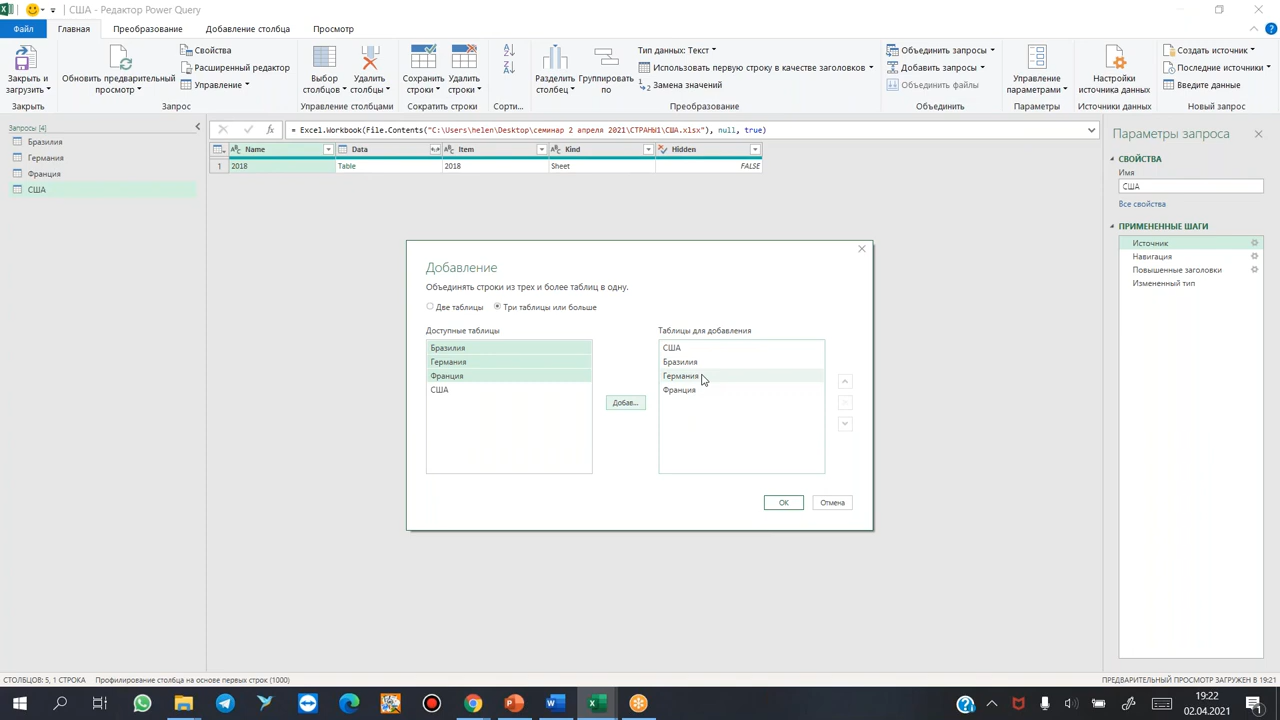 США - Редактор Power Query
Файл
Главная
Преобразование
Добавление столбца
Просмотр
Закрыть и загрузить
Закрыть
Обновить предварительный просмотр
Свойства
Расширенный редактор
Управление
Запрос
Выбор столбцов
Удалить столбцы
Управление столбцами
Сохранить строки
Удалить строки
Сократить строки
Сорти...
Разделить столбец
Группировать по
Тип данных: Текст
Использовать первую строку в качестве заголовков
Замена значений
Преобразование
Объединить запросы
Добавить запросы
Объединить файлы
Объединить
Управление параметрами
Параметры
Настройки источника данных
Источники данных
Создать источник
Последние источники
Введите данные
Новый запрос
Запросы [4]
Бразилия
Германия
Франция
США
= Excel.Workbook(File.Contents("C:\Users\helen\Desktop\семинар 2 апреля 2021\СТРАНЫ1\США.xlsx"), null, true)
Name Data Item Kind Hidden
1 2018 Table 2018 Sheet FALSE
Добавление
Объединять строки из трех и более таблиц в одну.
Две таблицы Три таблицы или больше
Доступные таблицы
Бразилия
Германия
Франция
США
Добав...
Таблицы для добавления
США
Бразилия
Германия
Франция
ОК Отмена
Параметры запроса
СВОЙСТВА
Имя
США
Все свойства
ПРИМЕНЕННЫЕ ШАГИ
Источник
Навигация
Повышенные заголовки
Измененный тип
СТОЛБЦОВ: 5, 1 СТРОКА Профилирование столбца на основе первых строк (1000)
ПРЕДВАРИТЕЛЬНЫЙ ПРОСМОТР ЗАГРУЖЕН В 19:21
19:22
02.04.2021